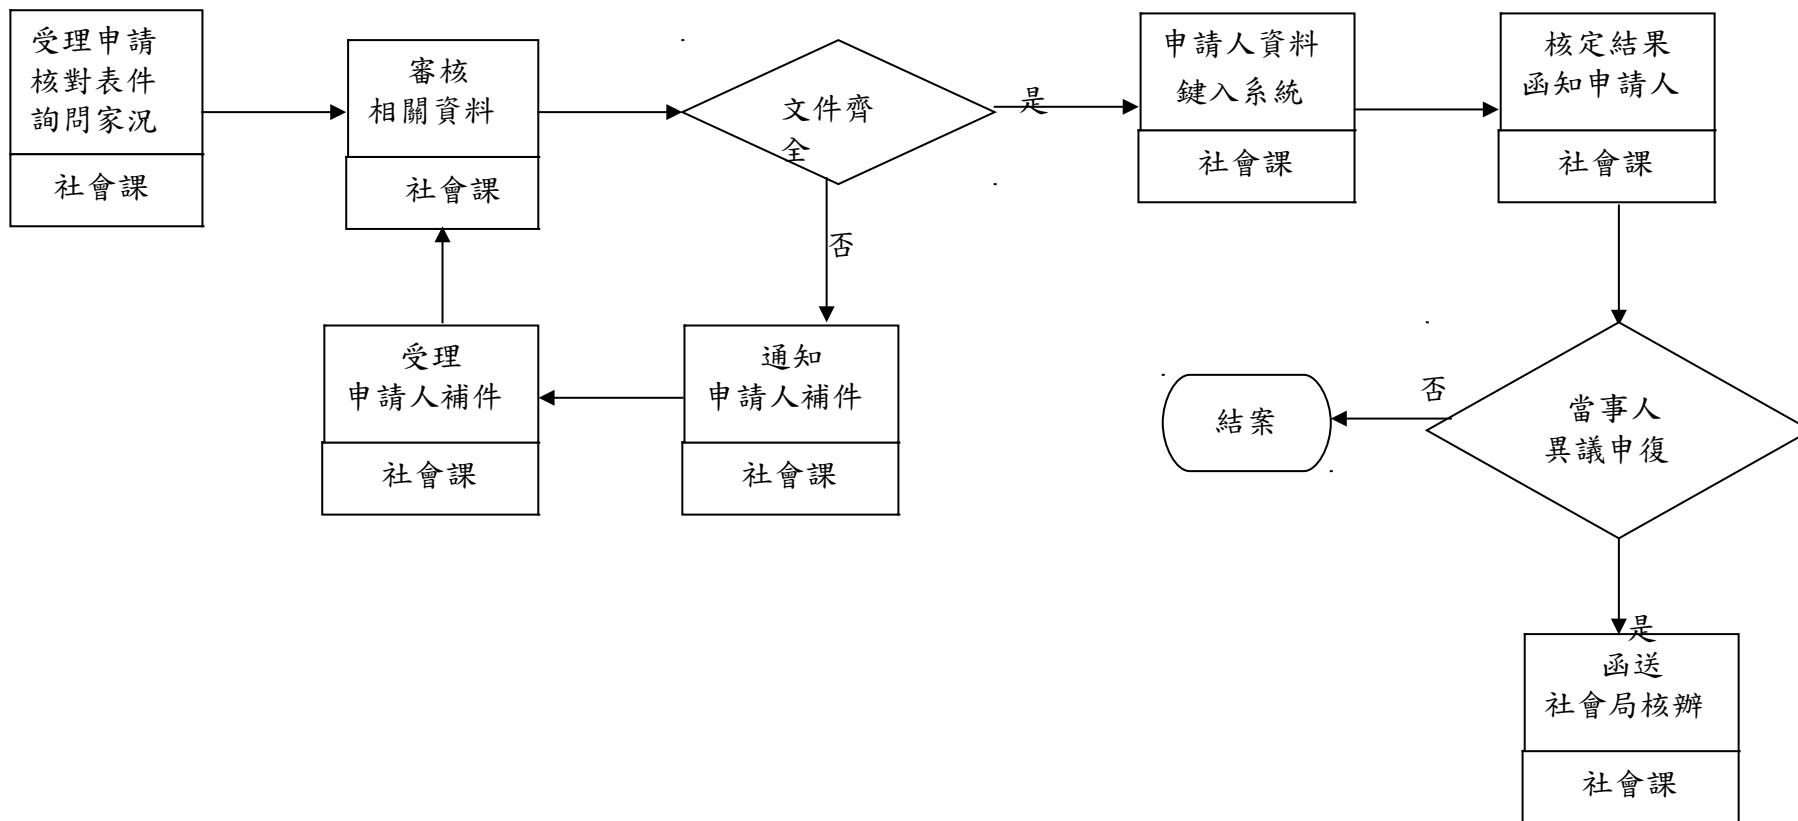 受理申請
核對表件
詢問家況
社會課
審核
相關資料
社會課
文件齊
全
是
申請人資料
鍵入系統
社會課
核定結果
函知申請人
社會課
否
受理
申請人補件
社會課
通知
申請人補件
社會課
結案
否
當事人
異議申復
是
函送
社會局核辦
社會課